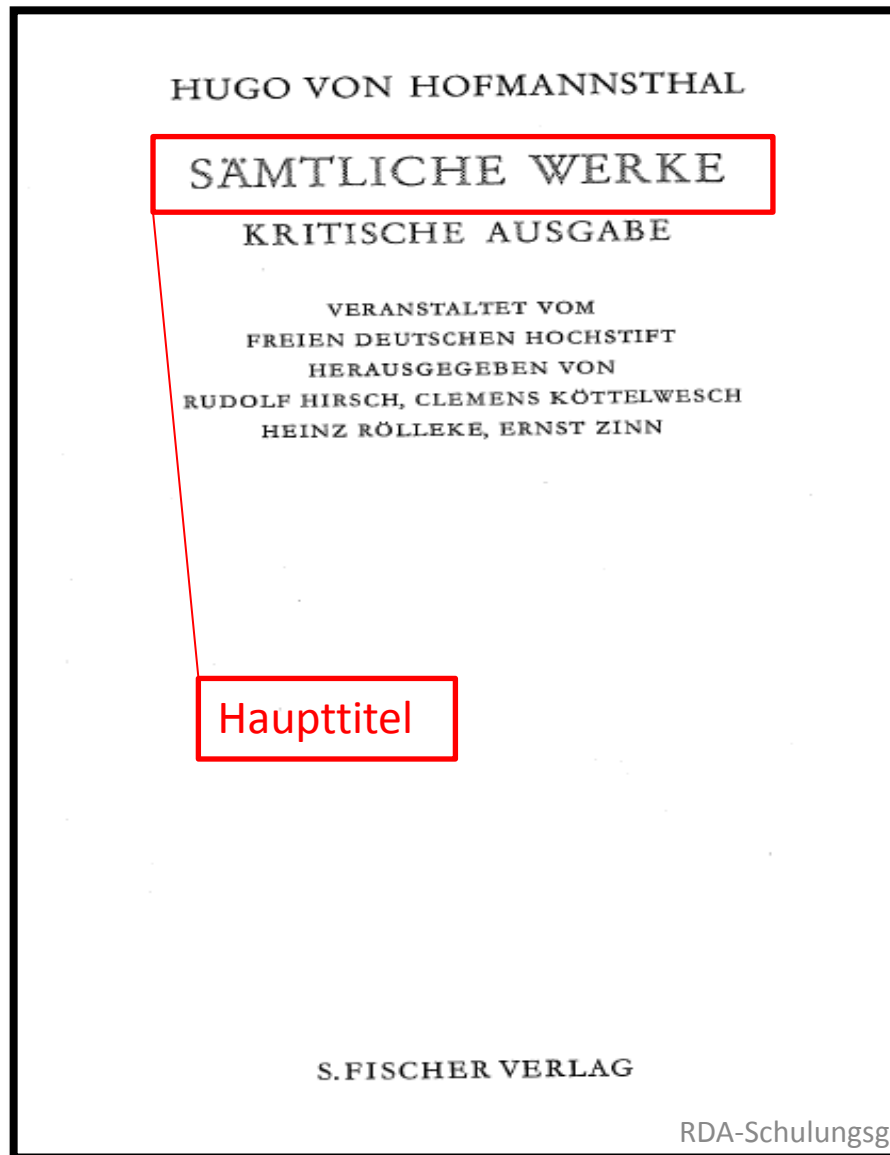 HUGO VON HOFMANNSTHAL
SÄMTLICHE WERKE
KRITISCHE AUSGABE
VERANSTALTET VOM
FREIEN DEUTSCHEN HOCHSTIFT
HERAUSGEGEBEN VON
RUDOLF HIRSCH, CLEMENS KÖTTELWESCH
HEINZ RÖLLEKE, ERNST ZINN
Haupttitel
S. FISCHER VERLAG
RDA-Schulungsg